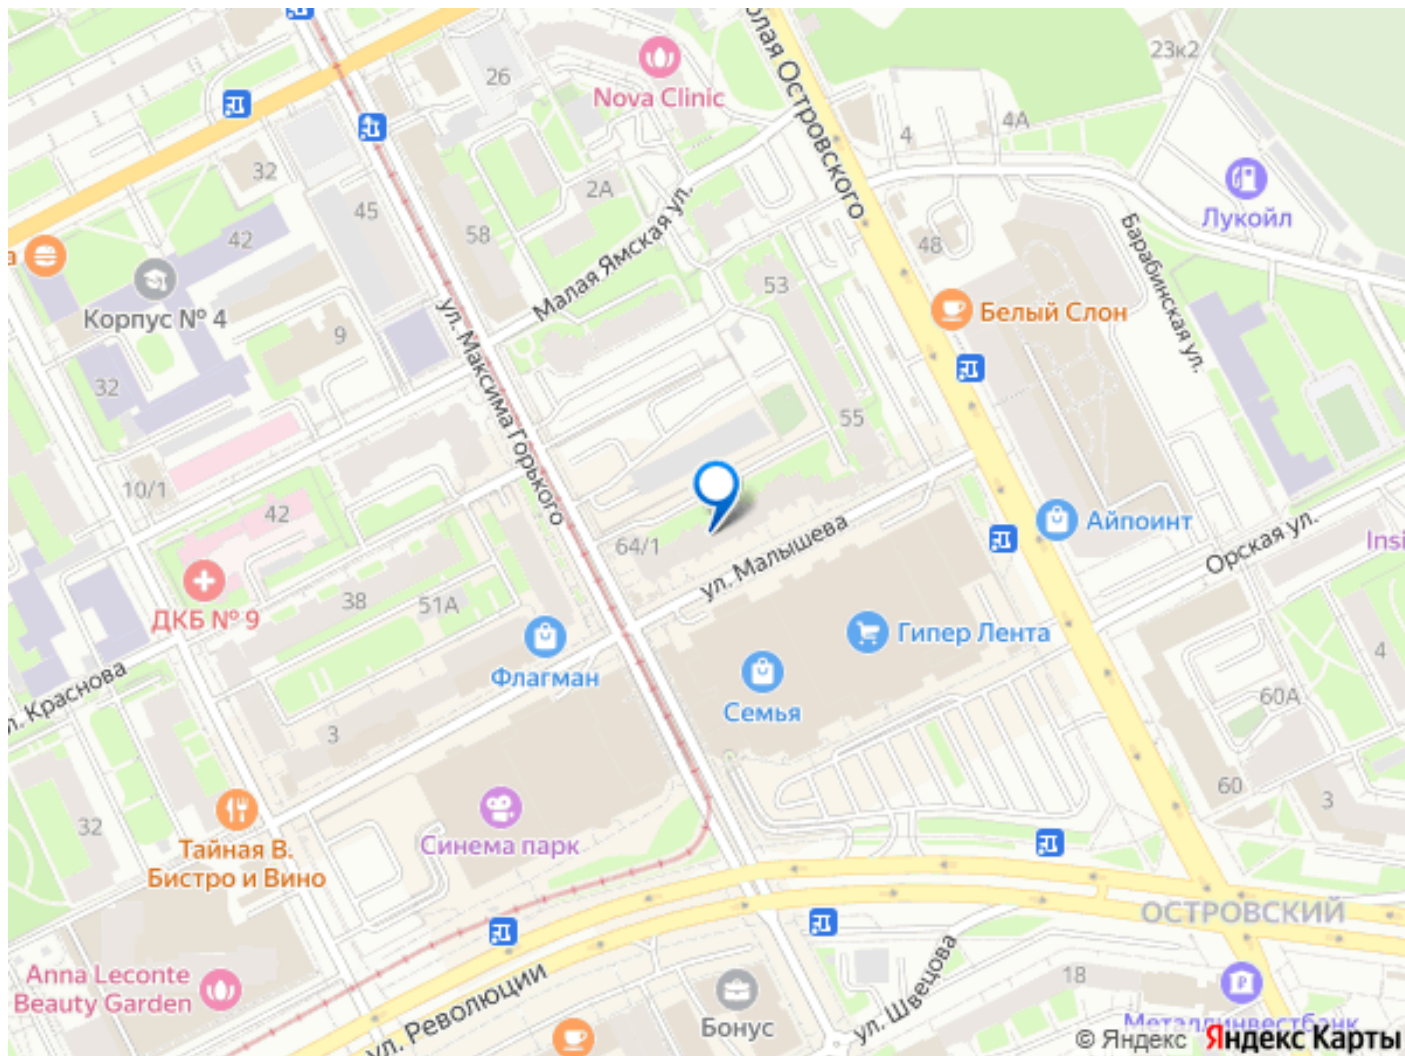 26
Nova Clinic
23к2
олая Островского
4А
4
32
2А
45
Лукойл
42
58
Малая Ямская ул.
48
Барабинская ул.
53
Корпус № 4
Белый Слон
9
ул. Максима Горького
32
55
10/1
42
Айпоинт
64/1
ул. Малышева
Орская ул.
Insi
ДКБ № 9
38
51А
Гипер Лента
Флагман
4
л. Краснова
Семья
60А
3
60
3
32
Синема парк
Тайная В.
Бистро и Вино
ОСТРОВСКИЙ
Anna Leconte
Beauty Garden
ул. Революции
18
Бонус
ул. Швецова
Металлинвестбанк
© Яндекс Яндекс Карты